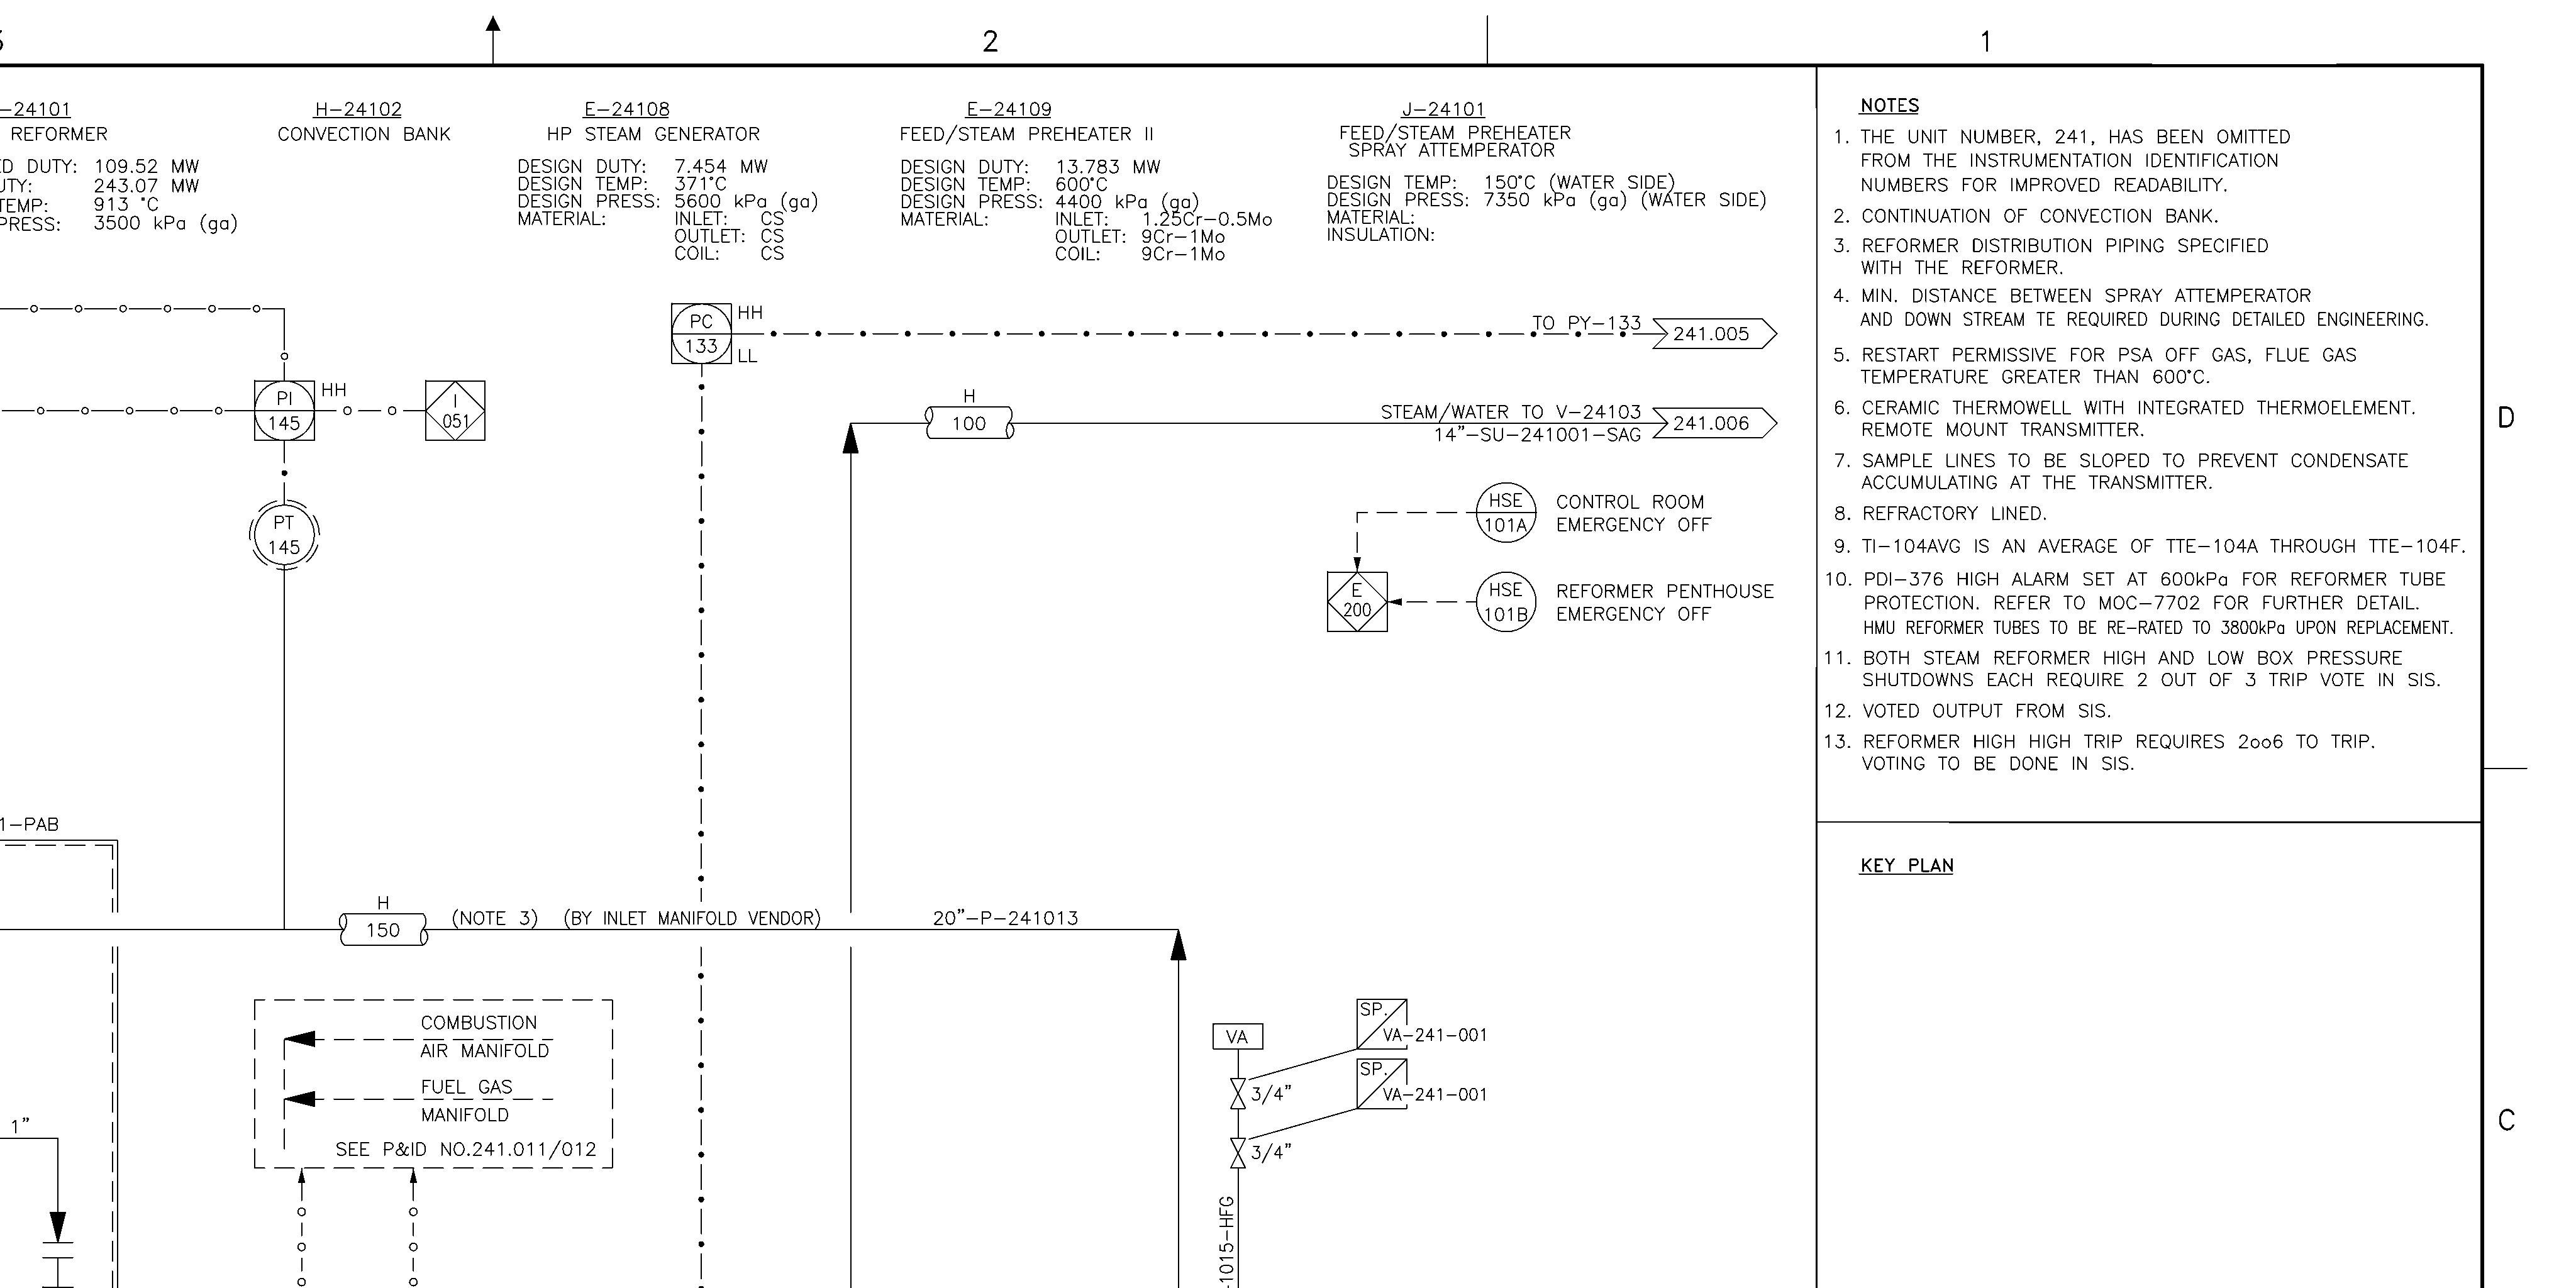 2
1
-24101
REFORMER
ED DUTY: 109.52 MW
UTY: 243.07 MW
TEMP: 913 °C
PRESS: 3500 kPa (ga)
H-24102
CONVECTION BANK
E-24108
HP STEAM GENERATOR
DESIGN DUTY: 7.454 MW
DESIGN TEMP: 371°C
DESIGN PRESS: 5600 kPa (ga)
MATERIAL: INLET: CS
OUTLET: CS
COIL: CS
E-24109
FEED/STEAM PREHEATER II
DESIGN DUTY: 13.783 MW
DESIGN TEMP: 600°C
DESIGN PRESS: 4400 kPa (ga)
MATERIAL: INLET: 1.25Cr-0.5Mo
OUTLET: 9Cr-1Mo
COIL: 9Cr-1Mo
J-24101
FEED/STEAM PREHEATER
SPRAY ATTEMPERATOR
DESIGN TEMP: 150°C (WATER SIDE)
DESIGN PRESS: 7350 kPa (ga) (WATER SIDE)
MATERIAL:
INSULATION:
NOTES
1. THE UNIT NUMBER, 241, HAS BEEN OMITTED
FROM THE INSTRUMENTATION IDENTIFICATION
NUMBERS FOR IMPROVED READABILITY.
2. CONTINUATION OF CONVECTION BANK.
3. REFORMER DISTRIBUTION PIPING SPECIFIED
WITH THE REFORMER.
4. MIN. DISTANCE BETWEEN SPRAY ATTEMPERATOR
AND DOWN STREAM TE REQUIRED DURING DETAILED ENGINEERING.
5. RESTART PERMISSIVE FOR PSA OFF GAS, FLUE GAS
TEMPERATURE GREATER THAN 600°C.
6. CERAMIC THERMOWELL WITH INTEGRATED THERMOELEMENT.
REMOTE MOUNT TRANSMITTER.
7. SAMPLE LINES TO BE SLOPED TO PREVENT CONDENSATE
ACCUMULATING AT THE TRANSMITTER.
8. REFRACTORY LINED.
9. TI-104AVG IS AN AVERAGE OF TTE-104A THROUGH TTE-104F.
10. PDI-376 HIGH ALARM SET AT 600kPa FOR REFORMER TUBE
PROTECTION. REFER TO MOC-7702 FOR FURTHER DETAIL.
HMU REFORMER TUBES TO BE RE-RATED TO 3800kPa UPON REPLACEMENT.
11. BOTH STEAM REFORMER HIGH AND LOW BOX PRESSURE
SHUTDOWNS EACH REQUIRE 2 OUT OF 3 TRIP VOTE IN SIS.
12. VOTED OUTPUT FROM SIS.
13. REFORMER HIGH HIGH TRIP REQUIRES 2oo6 TO TRIP.
VOTING TO BE DONE IN SIS.
KEY PLAN
D
C
PC
133
HH
LL
TO PY-133
241.005
PI
145
HH
I
051
PT
145
H
100
STEAM/WATER TO V-24103
14"-SU-241001-SAG
241.006
HSE
101A
CONTROL ROOM
EMERGENCY OFF
E
200
HSE
101B
REFORMER PENTHOUSE
EMERGENCY OFF
1-PAB
H
150
(NOTE 3) (BY INLET MANIFOLD VENDOR)
20"-P-241013
COMBUSTION
AIR MANIFOLD
FUEL GAS
MANIFOLD
SEE P&ID NO.241.011/012
1"
VA
SP.
VA-241-001
3/4"
SP.
VA-241-001
3/4"
-1015-HFG